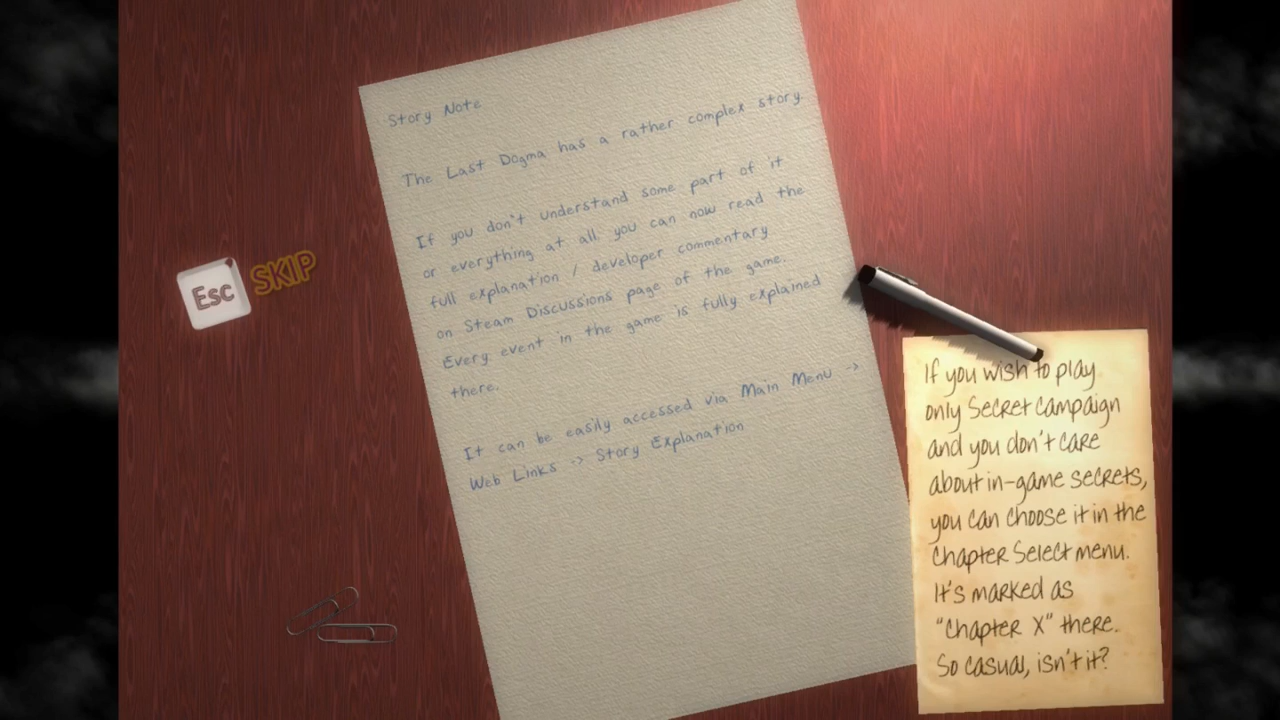 Story Note
The Last Dogma has a rather complex story.
If you don't understand some part of it
or everything at all, you can now read the
full explanation / developer commentary
on Steam Discussions page of the game.
Every event in the game is fully explained
there.
It can be easily accessed via Main Menu ->
Web Links -> Story Explanation
Esc SKIP
If you wish to play
only Secret Campaign
and you don't care
about in-game secrets,
you can choose it in the
Chapter Select menu.
It's marked as
"Chapter X" there.
So casual, isn't it?